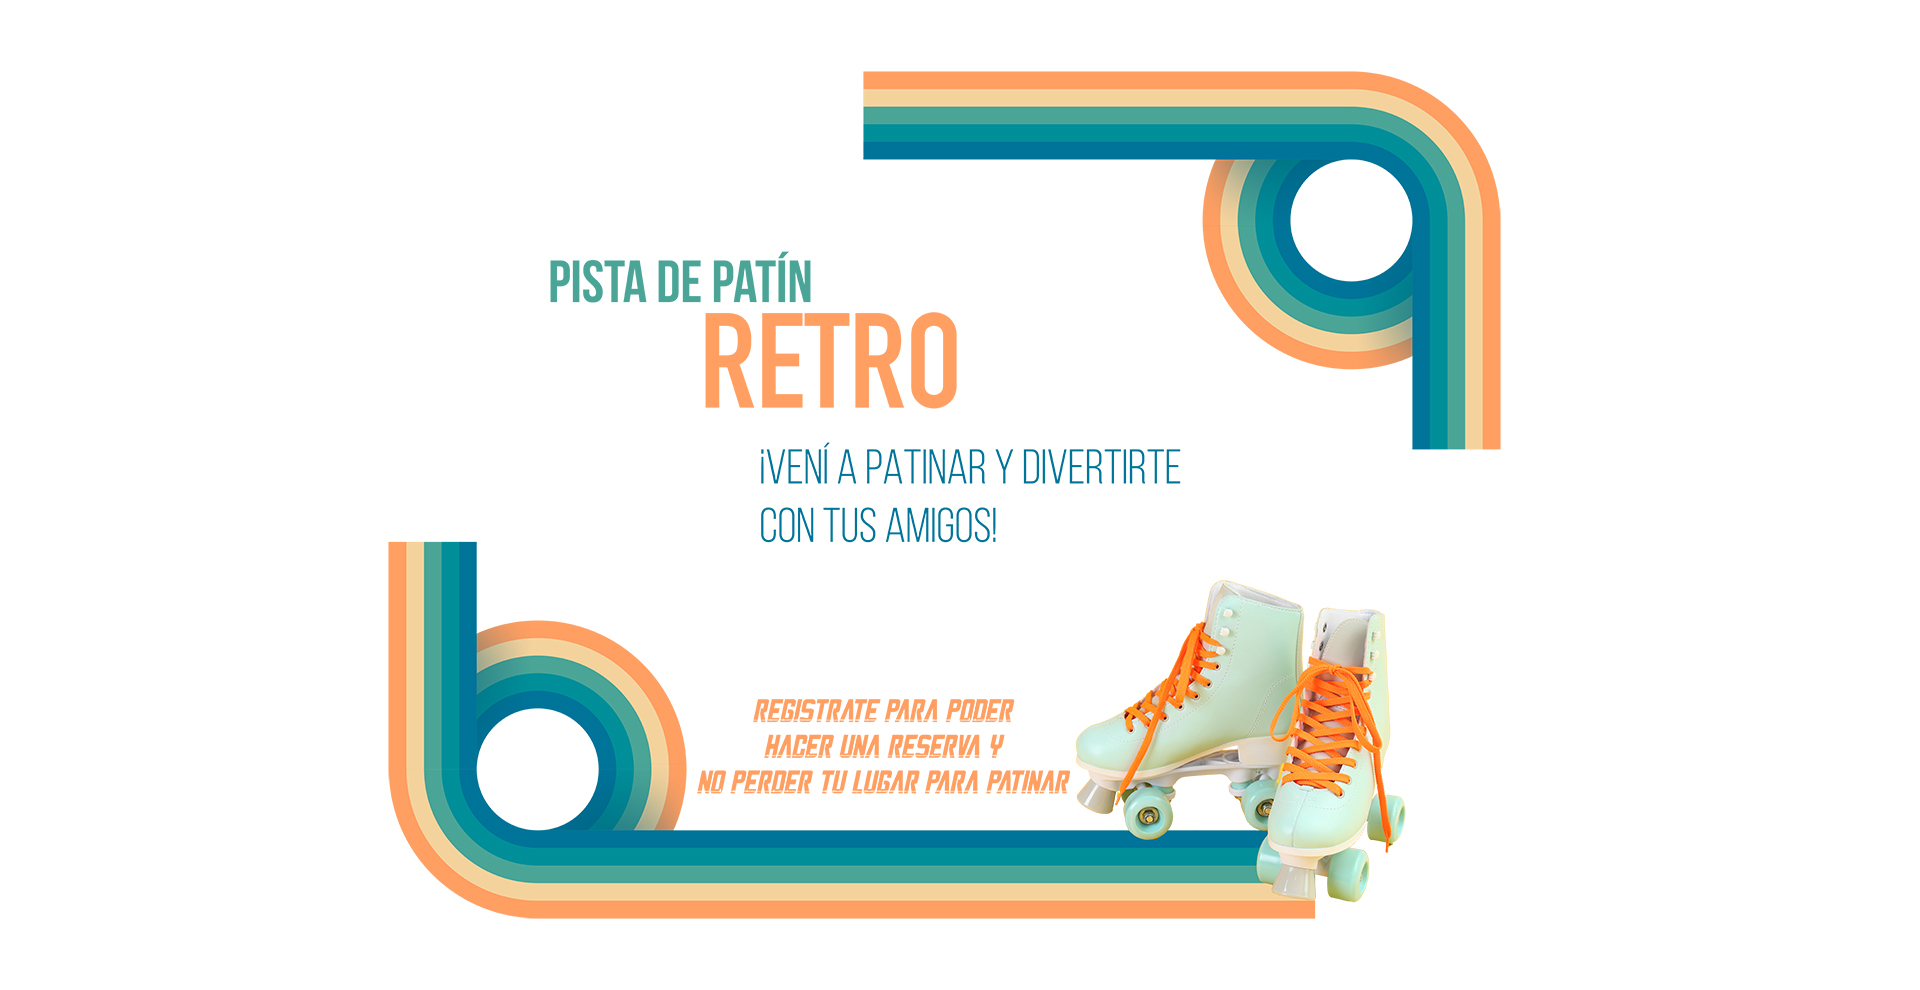 PISTA DE PATÍN
RETRO
¡VENÍ A PATINAR Y DIVERTIRTE
CON TUS AMIGOS!
REGISTRATE PARA PODER
HACER UNA RESERVA Y
NO PERDER TU LUGAR PARA PATINAR